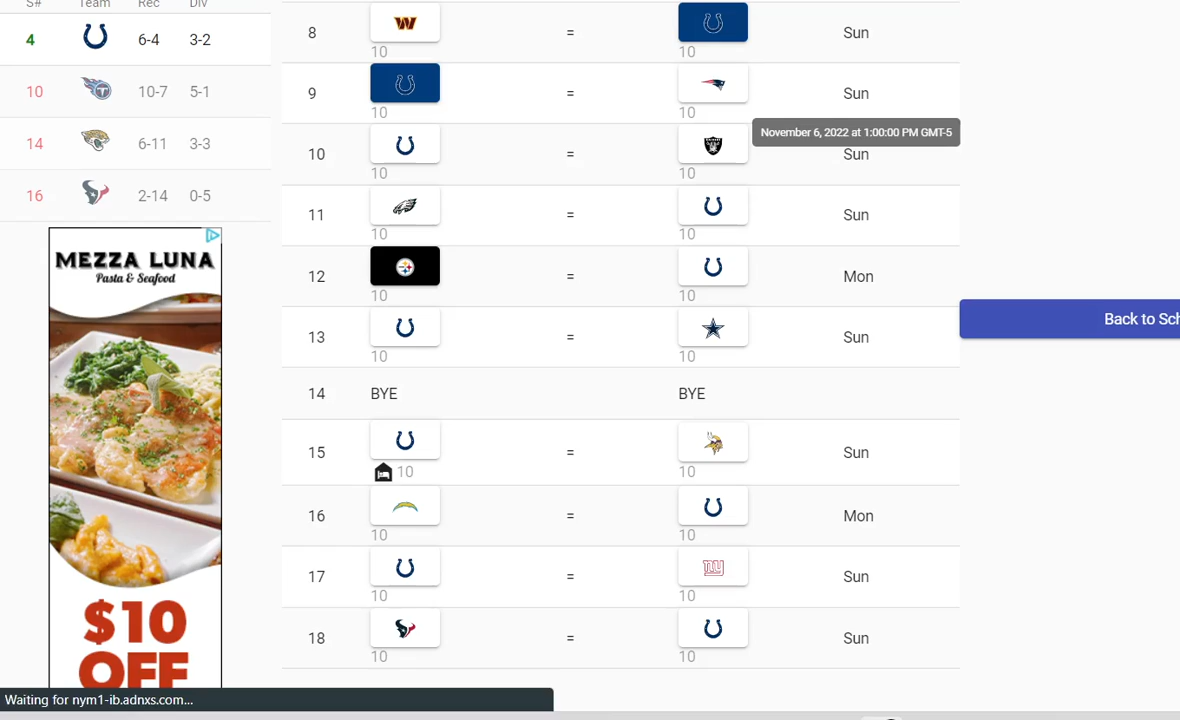 S# Team Rec Div
4 6-4 3-2
10 10-7 5-1
14 6-11 3-3
16 2-14 0-5
MEZZA LUNA
Pasta & Seafood
$10
OFF
8 W = Sun
10 10
9 = Sun
10 10
November 6, 2022 at 1:00:00 PM GMT-5
10 = Sun
10 10
11 = Sun
10 10
12 = Mon
10 10
13 = Sun
10 10
14 BYE BYE
15 = Sun
10 10
16 = Mon
10 10
17 = ny Sun
10 10
18 = Sun
10 10
Back to Sch
Waiting for nym1-ib.adnxs.com...